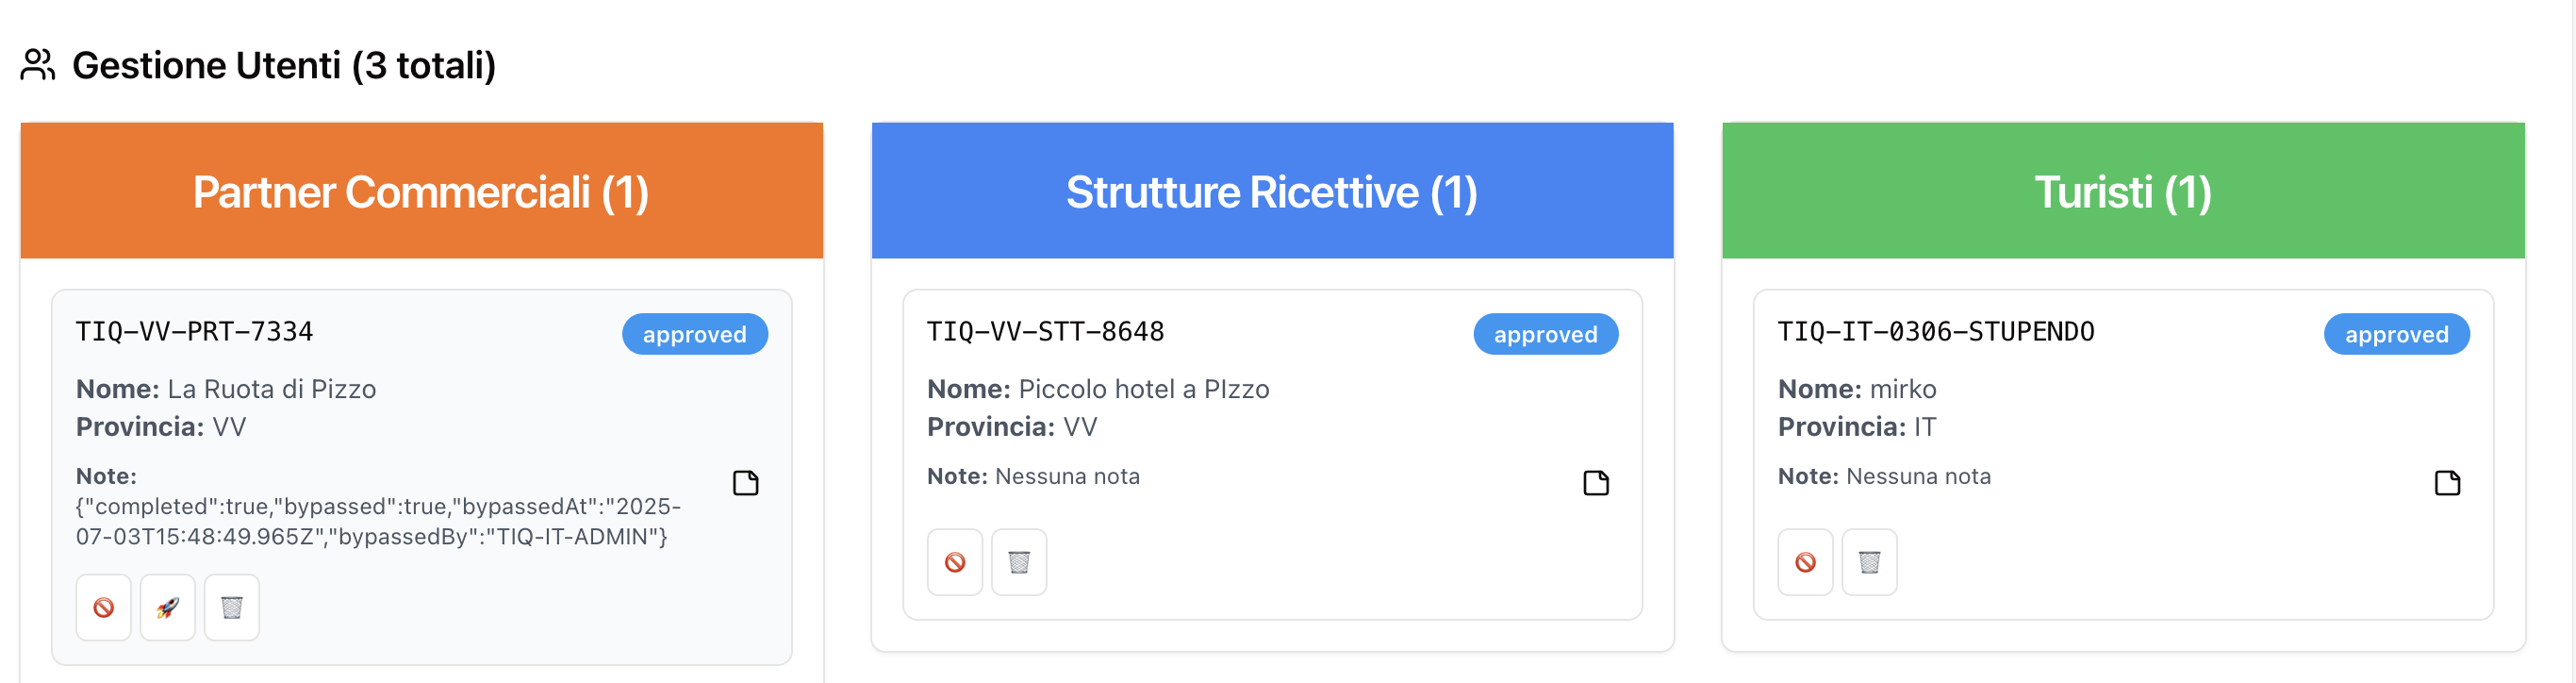 Gestione Utenti (3 totali)
Partner Commerciali (1)
TIQ-VV-PRT-7334
approved
Nome: La Ruota di Pizzo
Provincia: VV
Note:
{"completed":true,"bypassed":true,"bypassedAt":"2025-
07-03T15:48:49.965Z","bypassedBy":"TIQ-IT-ADMIN"}
Strutture Ricettive (1)
TIQ-VV-STT-8648
approved
Nome: Piccolo hotel a PIzzo
Provincia: VV
Note: Nessuna nota
Turisti (1)
TIQ-IT-0306-STUPENDO
approved
Nome: mirko
Provincia: IT
Note: Nessuna nota